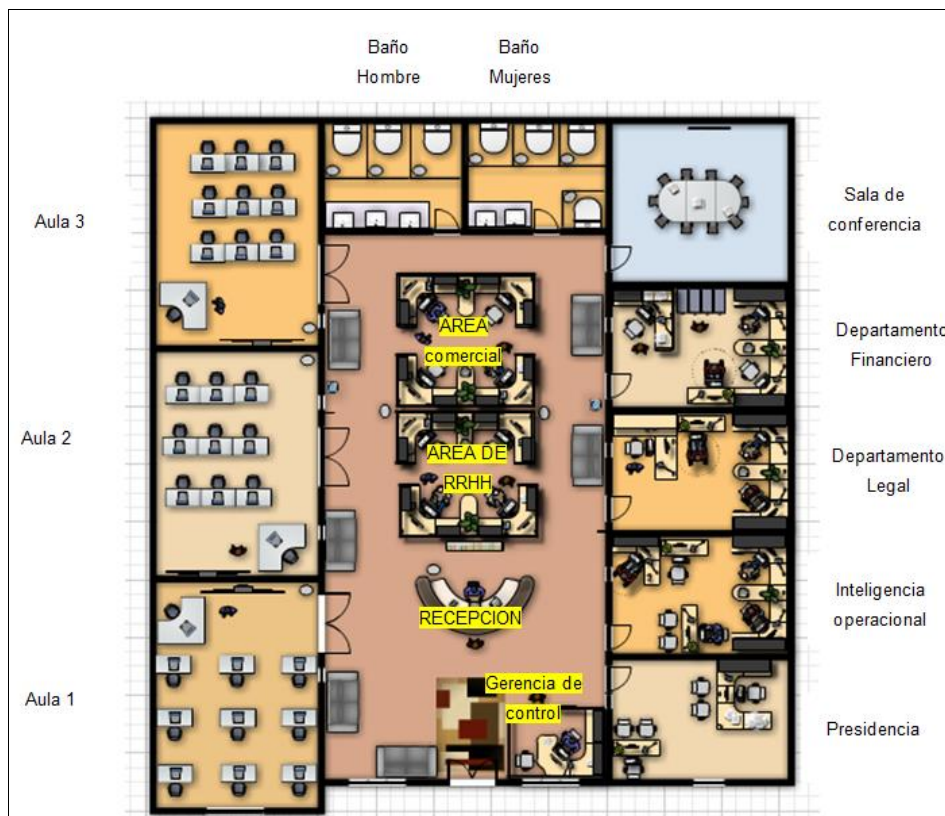 Baño
Hombre
Baño
Mujeres
Aula 3
Sala de
conferencia
AREA
comercial
Departamento
Financiero
Aula 2
AREA DE
RRHH
Departamento
Legal
RECEPCION
Inteligencia
operacional
Aula 1
Gerencia de
control
Presidencia